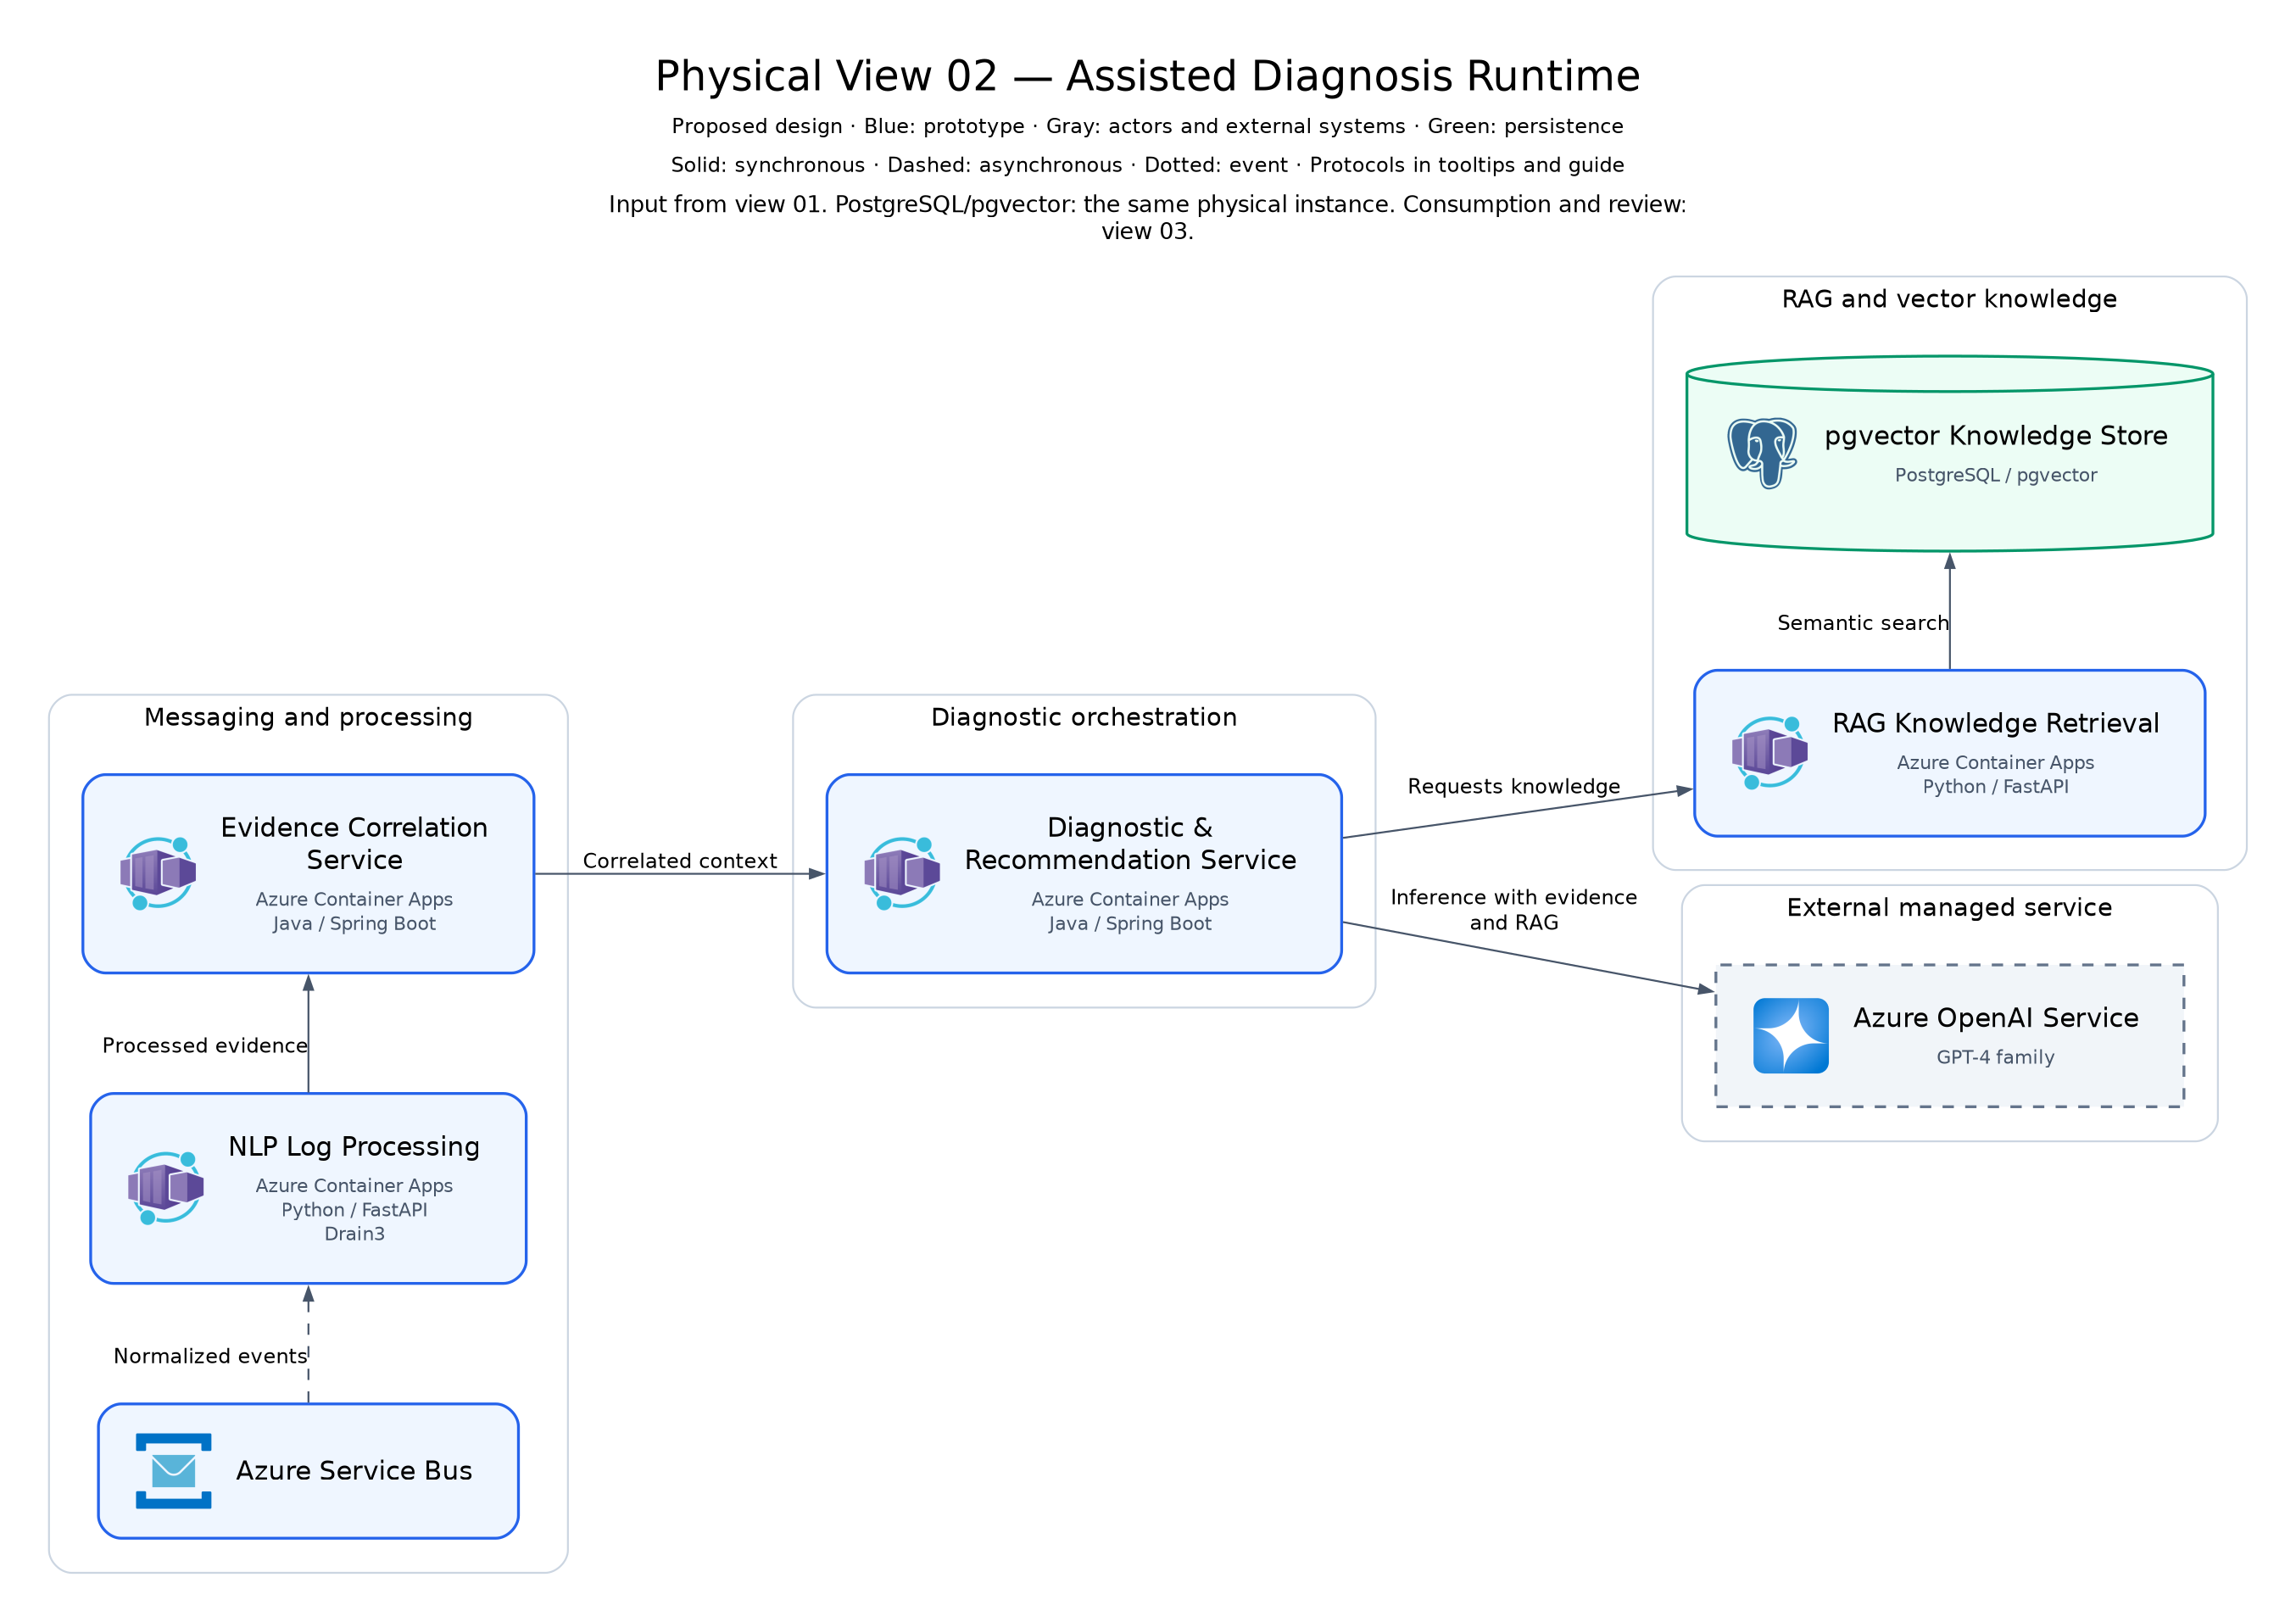 Physical View 02 — Assisted Diagnosis Runtime
Proposed design · Blue: prototype · Gray: actors and external systems · Green: persistence
Solid: synchronous · Dashed: asynchronous · Dotted: event · Protocols in tooltips and guide
Input from view 01. PostgreSQL/pgvector: the same physical instance. Consumption and review:
view 03.
RAG and vector knowledge
pgvector Knowledge Store
PostgreSQL / pgvector
Semantic search
RAG Knowledge Retrieval
Azure Container Apps
Python / FastAPI
Messaging and processing
Evidence Correlation
Service
Azure Container Apps
Java / Spring Boot
Correlated context
Diagnostic orchestration
Diagnostic &
Recommendation Service
Azure Container Apps
Java / Spring Boot
Requests knowledge
Inference with evidence
and RAG
External managed service
Azure OpenAI Service
GPT-4 family
Processed evidence
NLP Log Processing
Azure Container Apps
Python / FastAPI
Drain3
Normalized events
Azure Service Bus